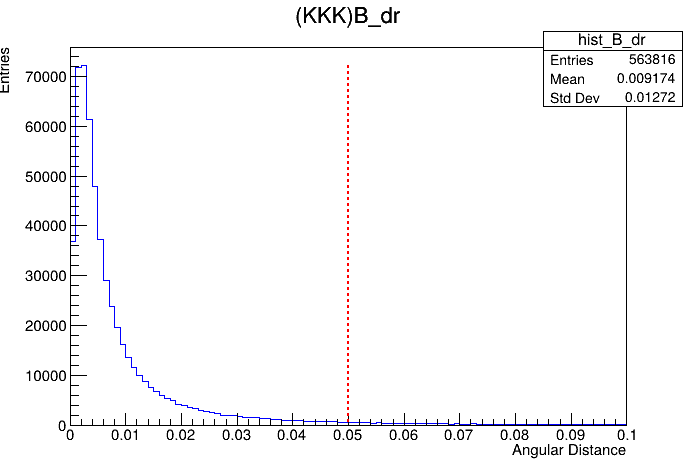 (KKK)B_dr
hist_B_dr
Entries 563816
Mean 0.009174
Std Dev 0.01272
Entries
70000
60000
50000
40000
30000
20000
10000
0
0 0.01 0.02 0.03 0.04 0.05 0.06 0.07 0.08 0.09 0.1
Angular Distance